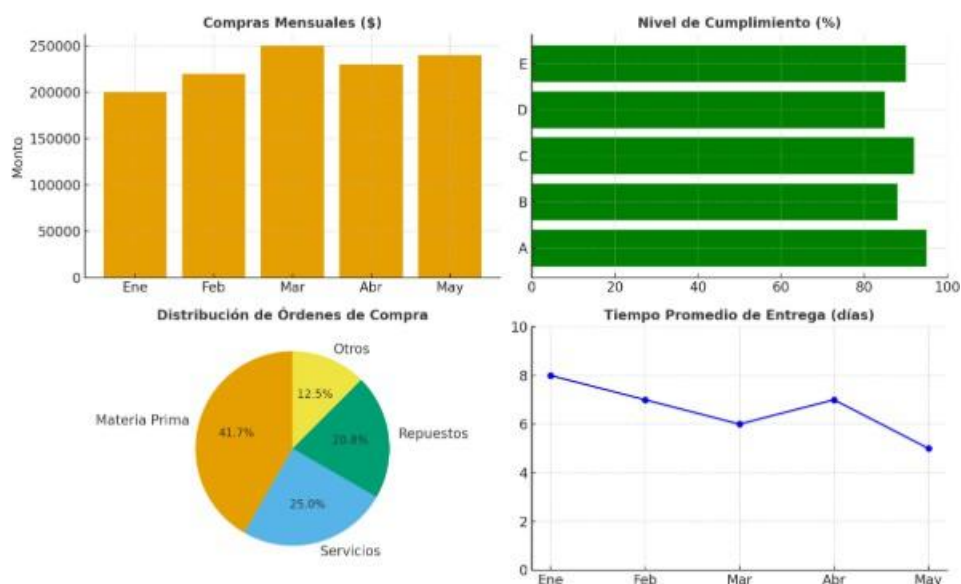 Compras Mensuales ($)
250000
200000
150000
100000
50000
0
Monto
Ene Feb Mar Abr May
Nivel de Cumplimiento (%)
E
D
C
B
A
0 20 40 60 80 100
Distribución de Órdenes de Compra
Otros
12.5%
Materia Prima
41.7%
Repuestos
20.8%
25.0%
Servicios
Tiempo Promedio de Entrega (días)
10
8
6
4
2
0
Ene Feb Mar Abr May